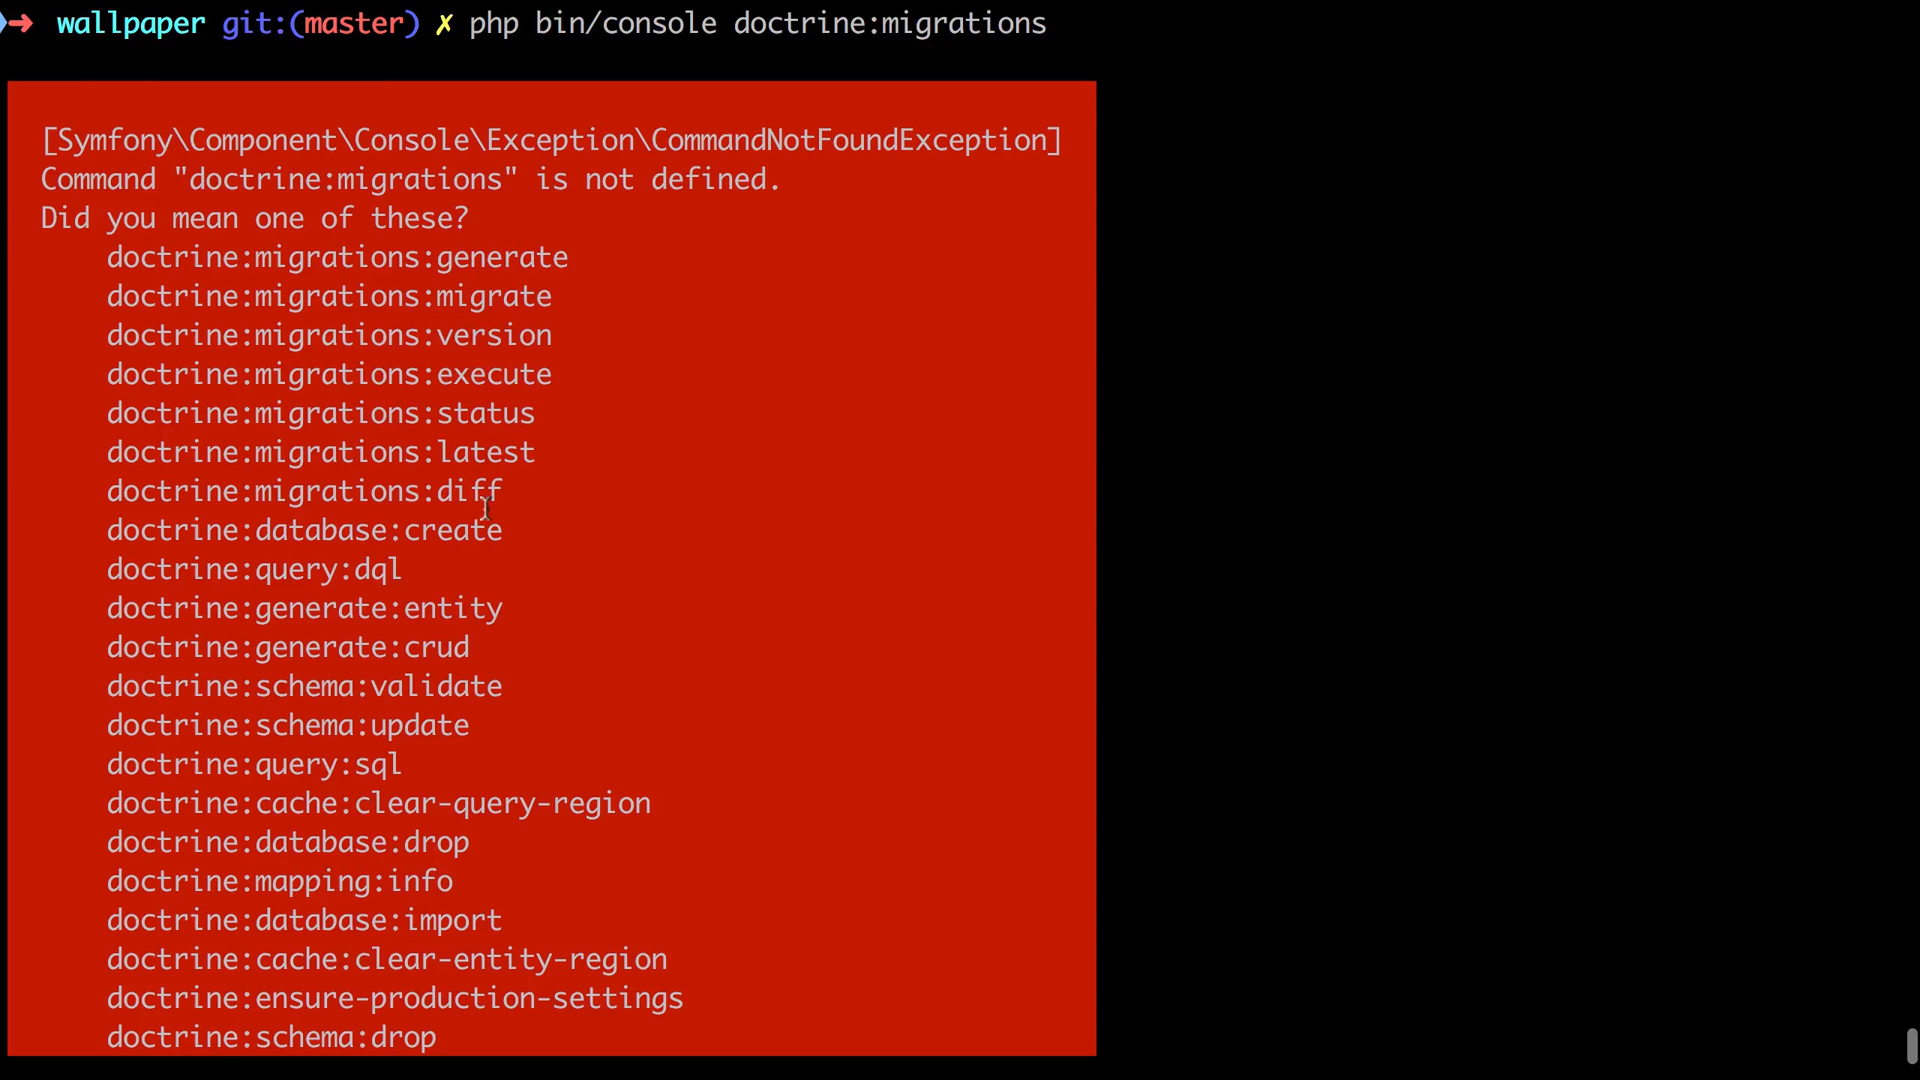 ➜ wallpaper git:(master) ✗ php bin/console doctrine:migrations
[Symfony\Component\Console\Exception\CommandNotFoundException]
Command "doctrine:migrations" is not defined.
Did you mean one of these?
doctrine:migrations:generate
doctrine:migrations:migrate
doctrine:migrations:version
doctrine:migrations:execute
doctrine:migrations:status
doctrine:migrations:latest
doctrine:migrations:diff
doctrine:database:create
doctrine:query:dql
doctrine:generate:entity
doctrine:generate:crud
doctrine:schema:validate
doctrine:schema:update
doctrine:query:sql
doctrine:cache:clear-query-region
doctrine:database:drop
doctrine:mapping:info
doctrine:database:import
doctrine:cache:clear-entity-region
doctrine:ensure-production-settings
doctrine:schema:drop